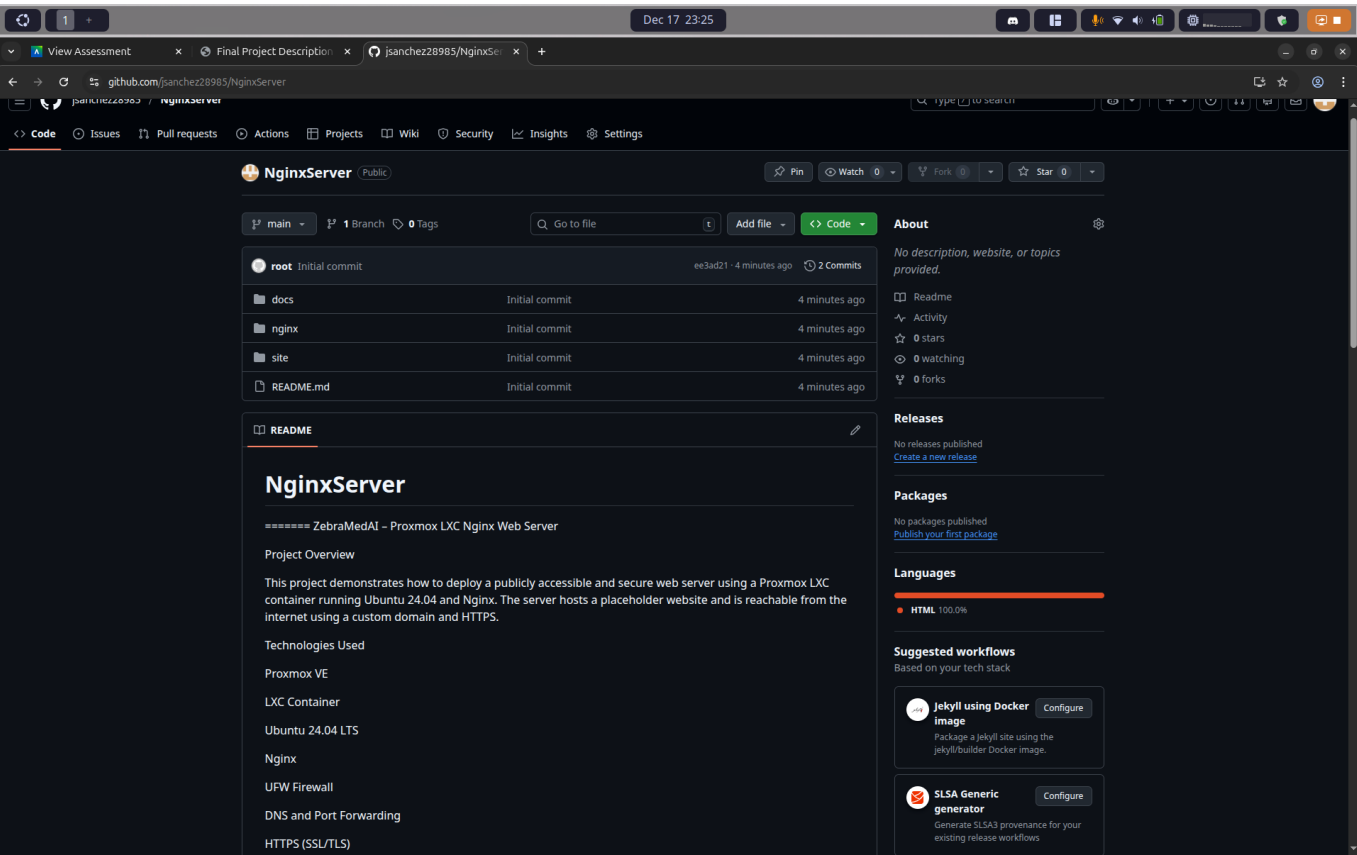 1 +
Dec 17 23:25
View Assessment
Final Project Description
jsanchez28985/NginxSer
github.com/jsanchez28985/NginxServer
jsanchez28985 / NginxServer
Type / to search
Code Issues Pull requests Actions Projects Wiki Security Insights Settings
NginxServer Public
Pin Watch 0 Fork 0 Star 0
main 1 Branch 0 Tags
Go to file t
Add file Code
root Initial commit ee3ad21 · 4 minutes ago 2 Commits
docs Initial commit 4 minutes ago
nginx Initial commit 4 minutes ago
site Initial commit 4 minutes ago
README.md Initial commit 4 minutes ago
README
NginxServer
======= ZebraMedAI – Proxmox LXC Nginx Web Server
Project Overview
This project demonstrates how to deploy a publicly accessible and secure web server using a Proxmox LXC
container running Ubuntu 24.04 and Nginx. The server hosts a placeholder website and is reachable from the
internet using a custom domain and HTTPS.
Technologies Used
Proxmox VE
LXC Container
Ubuntu 24.04 LTS
Nginx
UFW Firewall
DNS and Port Forwarding
HTTPS (SSL/TLS)
About
No description, website, or topics
provided.
Readme
Activity
0 stars
0 watching
0 forks
Releases
No releases published
Create a new release
Packages
No packages published
Publish your first package
Languages
HTML 100.0%
Suggested workflows
Based on your tech stack
Jekyll using Docker
image
Configure
Package a Jekyll site using the
jekyll/builder Docker image.
SLSA Generic
generator
Configure
Generate SLSA3 provenance for your
existing release workflows